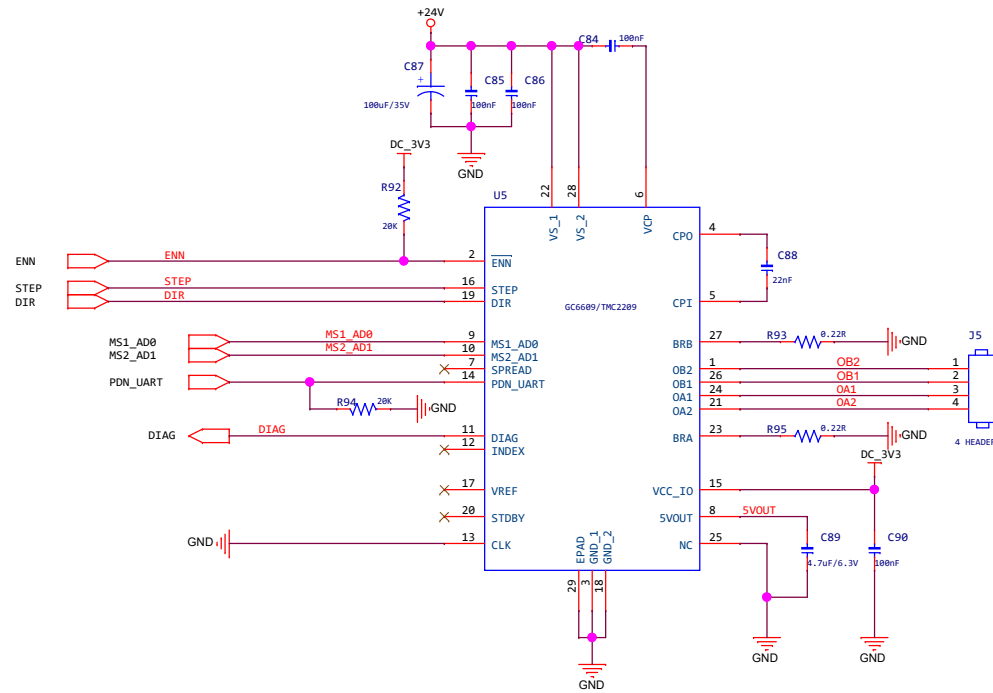 +24V
C84
100nF
C87
+
100uF/35V
C85
100nF
C86
100nF
GND
DC_3V3
R92
20K
U5
22
28
6
VS_1
VS_2
VCP
ENN
ENN
2
ENN
STEP
STEP
16
STEP
DIR
DIR
19
DIR
GC6609/TMC2209
CPO
4
C88
22nF
CPI
5
MS1_AD0
MS1_AD0
9
MS1_AD0
MS2_AD1
MS2_AD1
10
MS2_AD1
7
SPREAD
PDN_UART
14
PDN_UART
R94
20K
GND
DIAG
DIAG
11
DIAG
12
INDEX
17
VREF
20
STDBY
GND
13
CLK
BRB
27
R93
0.22R
GND
J5
OB2
1
OB2
1
OB1
26
OB1
2
OA1
24
OA1
3
OA2
21
OA2
4
BRA
23
R95
0.22R
GND
4 HEADER
DC_3V3
VCC_IO
15
5VOUT
8
5VOUT
NC
25
C89
4.7uF/6.3V
C90
100nF
EPAD
GND_1
GND_2
29
3
18
GND
GND
GND